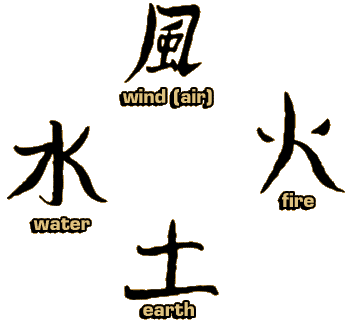 風
wind (air)
水
water
火
fire
土
earth